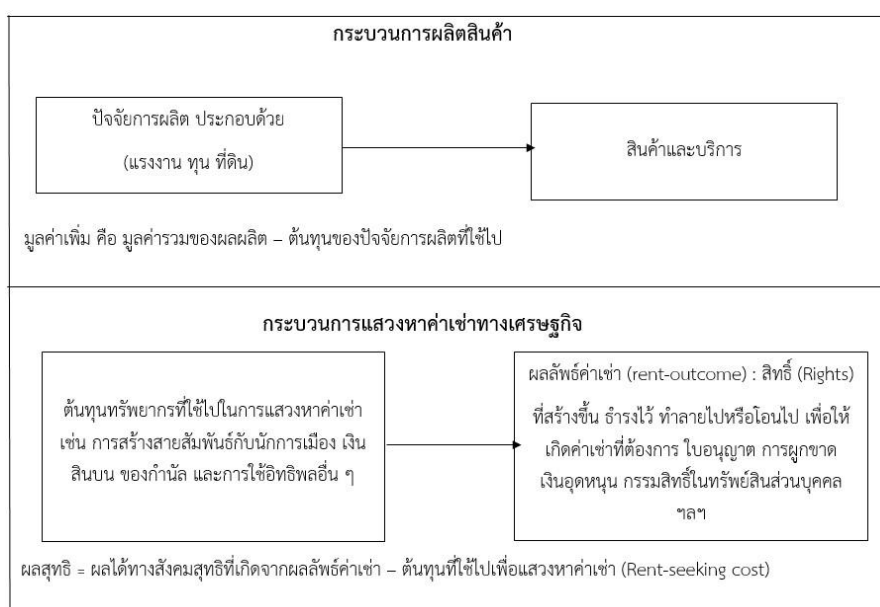 กระบวนการผลิตสินค้า
ปัจจัยการผลิต ประกอบด้วย
(แรงงาน ทุน ที่ดิน)
สินค้าและบริการ
มูลค่าเพิ่ม คือ มูลค่ารวมของผลผลิต – ต้นทุนของปัจจัยการผลิตที่ใช้ไป
กระบวนการแสวงหาค่าเช่าทางเศรษฐกิจ
ต้นทุนทรัพยากรที่ใช้ไปในการแสวงหาค่าเช่า
เช่น การสร้างสายสัมพันธ์กับนักการเมือง เงิน
สินบน ของกำนัล และการใช้อิทธิพลอื่น ๆ
ผลลัพธ์ค่าเช่า (rent-outcome) : สิทธิ์ (Rights)
ที่สร้างขึ้น ธำรงไว้ ทำลายไปหรือโอนไป เพื่อให้
เกิดค่าเช่าที่ต้องการ ใบอนุญาต การผูกขาด
เงินอุดหนุน กรรมสิทธิ์ในทรัพย์สินส่วนบุคคล
ฯลฯ
ผลสุทธิ = ผลได้ทางสังคมสุทธิที่เกิดจากผลลัพธ์ค่าเช่า – ต้นทุนที่ใช้ไปเพื่อแสวงหาค่าเช่า (Rent-seeking cost)